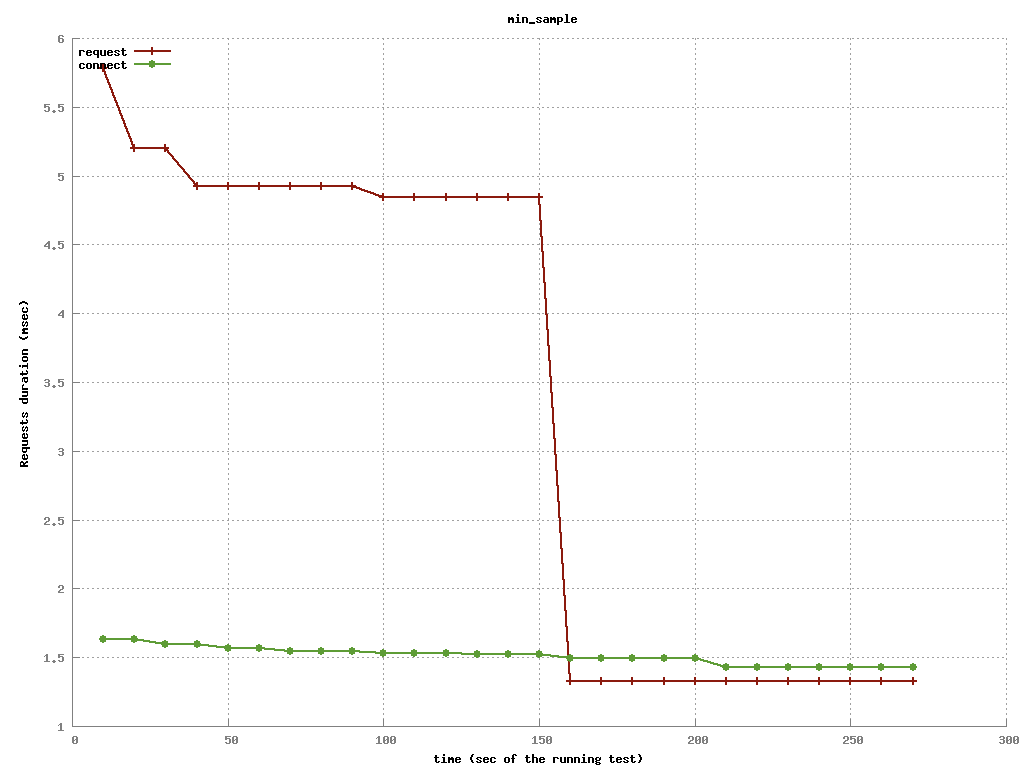 min_sample
request
connect
6
5.5
5
4.5
4
3.5
3
2.5
2
1.5
1
Requests duration (msec)
0 50 100 150 200 250 300
time (sec of the running test)